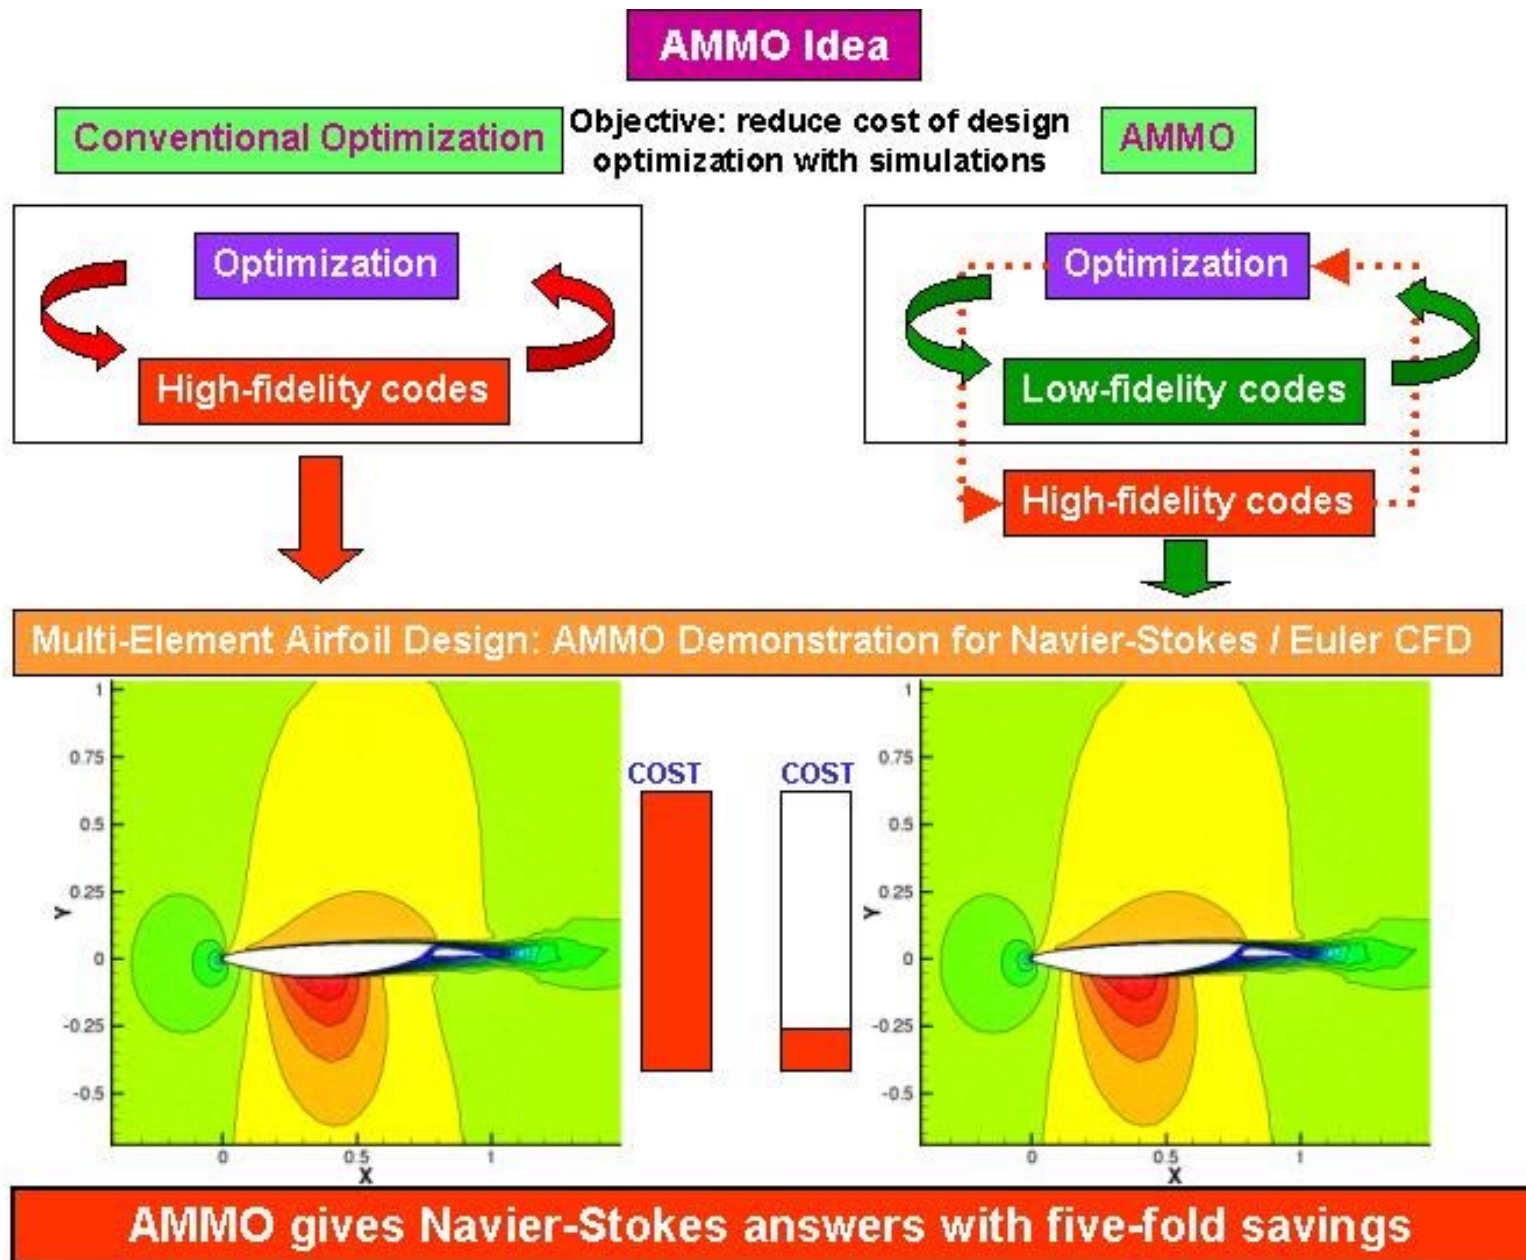 AMMO Idea
Conventional Optimization
Objective: reduce cost of design
optimization with simulations
AMMO
Optimization
High-fidelity codes
Optimization
Low-fidelity codes
High-fidelity codes
Multi-Element Airfoil Design: AMMO Demonstration for Navier-Stokes / Euler CFD
1
0.75
0.5
0.25
0
-0.25
-0.5
Y
0
0.5
1
X
COST
COST
1
0.75
0.5
0.25
0
-0.25
-0.5
Y
0
0.5
1
X
AMMO gives Navier-Stokes answers with five-fold savings